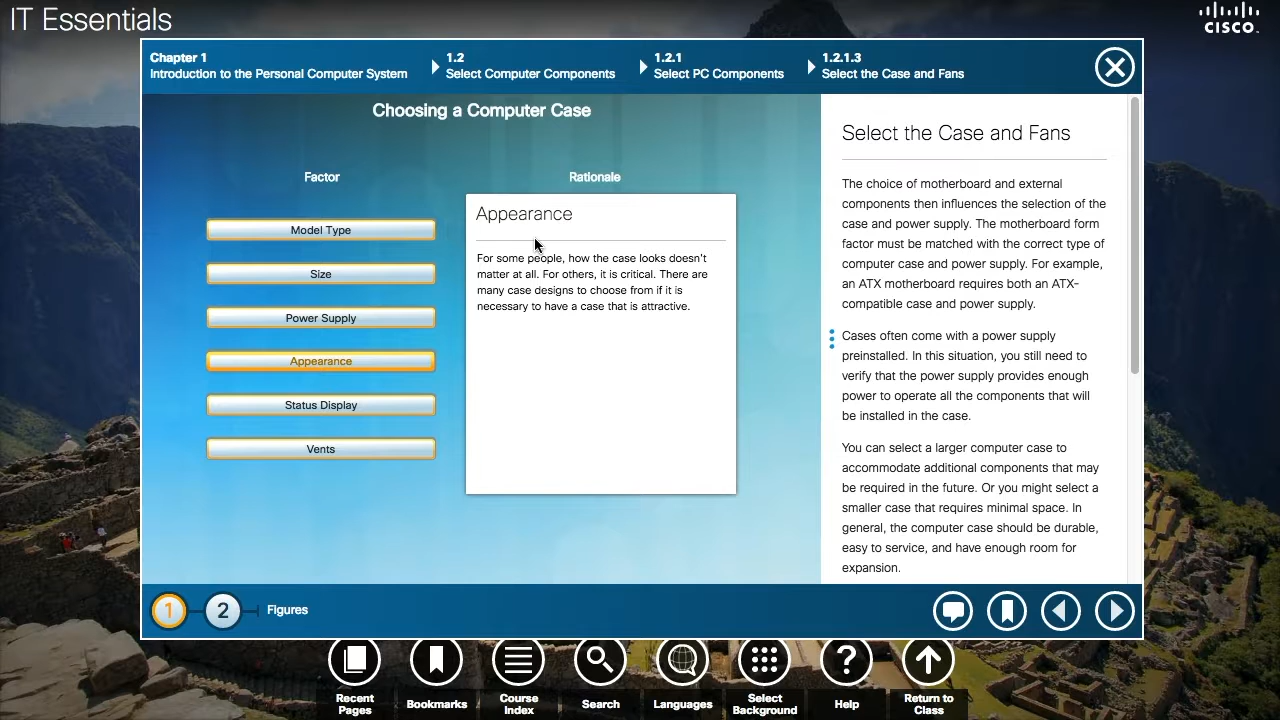 IT Essentials
CISCO
Chapter 1
Introduction to the Personal Computer System
1.2
Select Computer Components
1.2.1
Select PC Components
1.2.1.3
Select the Case and Fans
Choosing a Computer Case
Factor
Rationale
Model Type
Size
Power Supply
Appearance
Status Display
Vents
Appearance
For some people, how the case looks doesn't
matter at all. For others, it is critical. There are
many case designs to choose from if it is
necessary to have a case that is attractive.
Select the Case and Fans
The choice of motherboard and external
components then influences the selection of the
case and power supply. The motherboard form
factor must be matched with the correct type of
computer case and power supply. For example,
an ATX motherboard requires both an ATX-
compatible case and power supply.
Cases often come with a power supply
preinstalled. In this situation, you still need to
verify that the power supply provides enough
power to operate all the components that will
be installed in the case.
You can select a larger computer case to
accommodate additional components that may
be required in the future. Or you might select a
smaller case that requires minimal space. In
general, the computer case should be durable,
easy to service, and have enough room for
expansion.
1
2
Figures
Recent
Pages
Bookmarks
Course
Index
Search
Languages
Select
Background
?
Help
Return to
Class